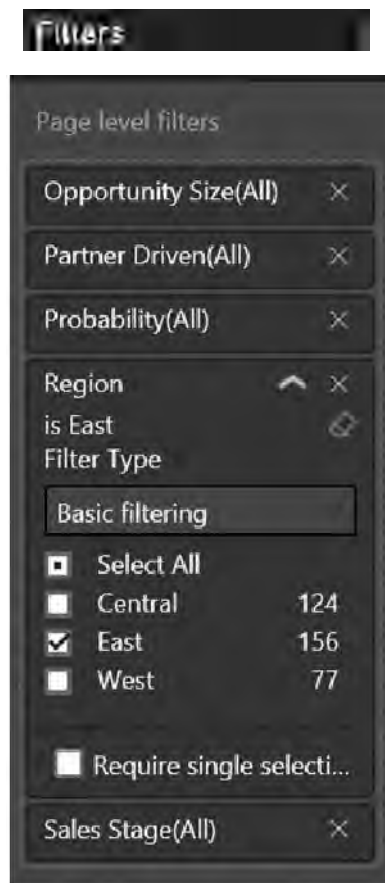 Filters
Page level filters
Opportunity Size(All)
Partner Driven(All)
Probability(All)
Region
is East
Filter Type
Basic filtering
Select All
Central 124
East 156
West 77
Require single selecti...
Sales Stage(All)